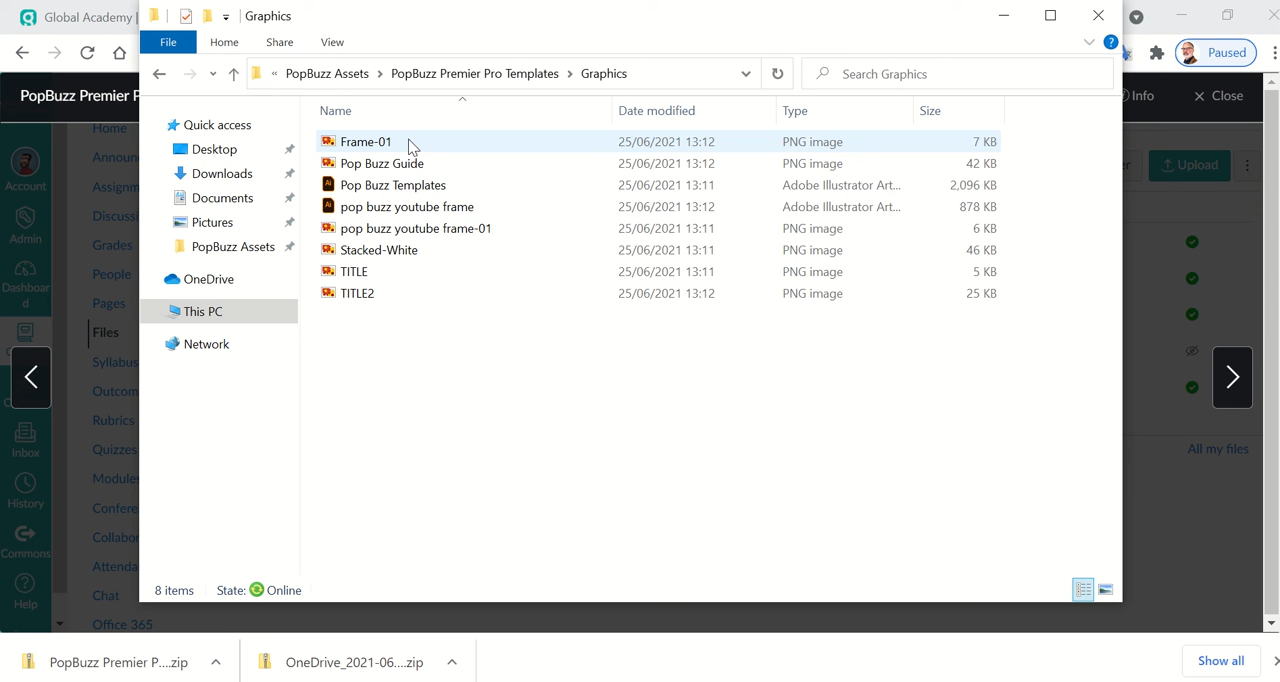 Global Academy
Graphics
Paused
File Home Share View
« PopBuzz Assets > PopBuzz Premier Pro Templates > Graphics
Search Graphics
PopBuzz Premier P
Info
Close
Name Date modified Type Size
Quick access
Desktop
Downloads
Documents
Pictures
PopBuzz Assets
OneDrive
This PC
Network
Frame-01 25/06/2021 13:12 PNG image 7 KB
Pop Buzz Guide 25/06/2021 13:12 PNG image 42 KB
Pop Buzz Templates 25/06/2021 13:11 Adobe Illustrator Art... 2,096 KB
pop buzz youtube frame 25/06/2021 13:12 Adobe Illustrator Art... 878 KB
pop buzz youtube frame-01 25/06/2021 13:11 PNG image 6 KB
Stacked-White 25/06/2021 13:11 PNG image 46 KB
TITLE 25/06/2021 13:11 PNG image 5 KB
TITLE2 25/06/2021 13:12 PNG image 25 KB
8 items State: Online
Account
Admin
Dashboar
d
Inbox
History
Commons
Help
Home
Announ
Assignm
Discussi
Grades
People
Pages
Files
Syllabus
Outcom
Rubrics
Quizzes
Modules
Confere
Collabor
Attenda
Chat
Office 365
er
Upload
All my files
PopBuzz Premier P....zip
OneDrive_2021-06....zip
Show all